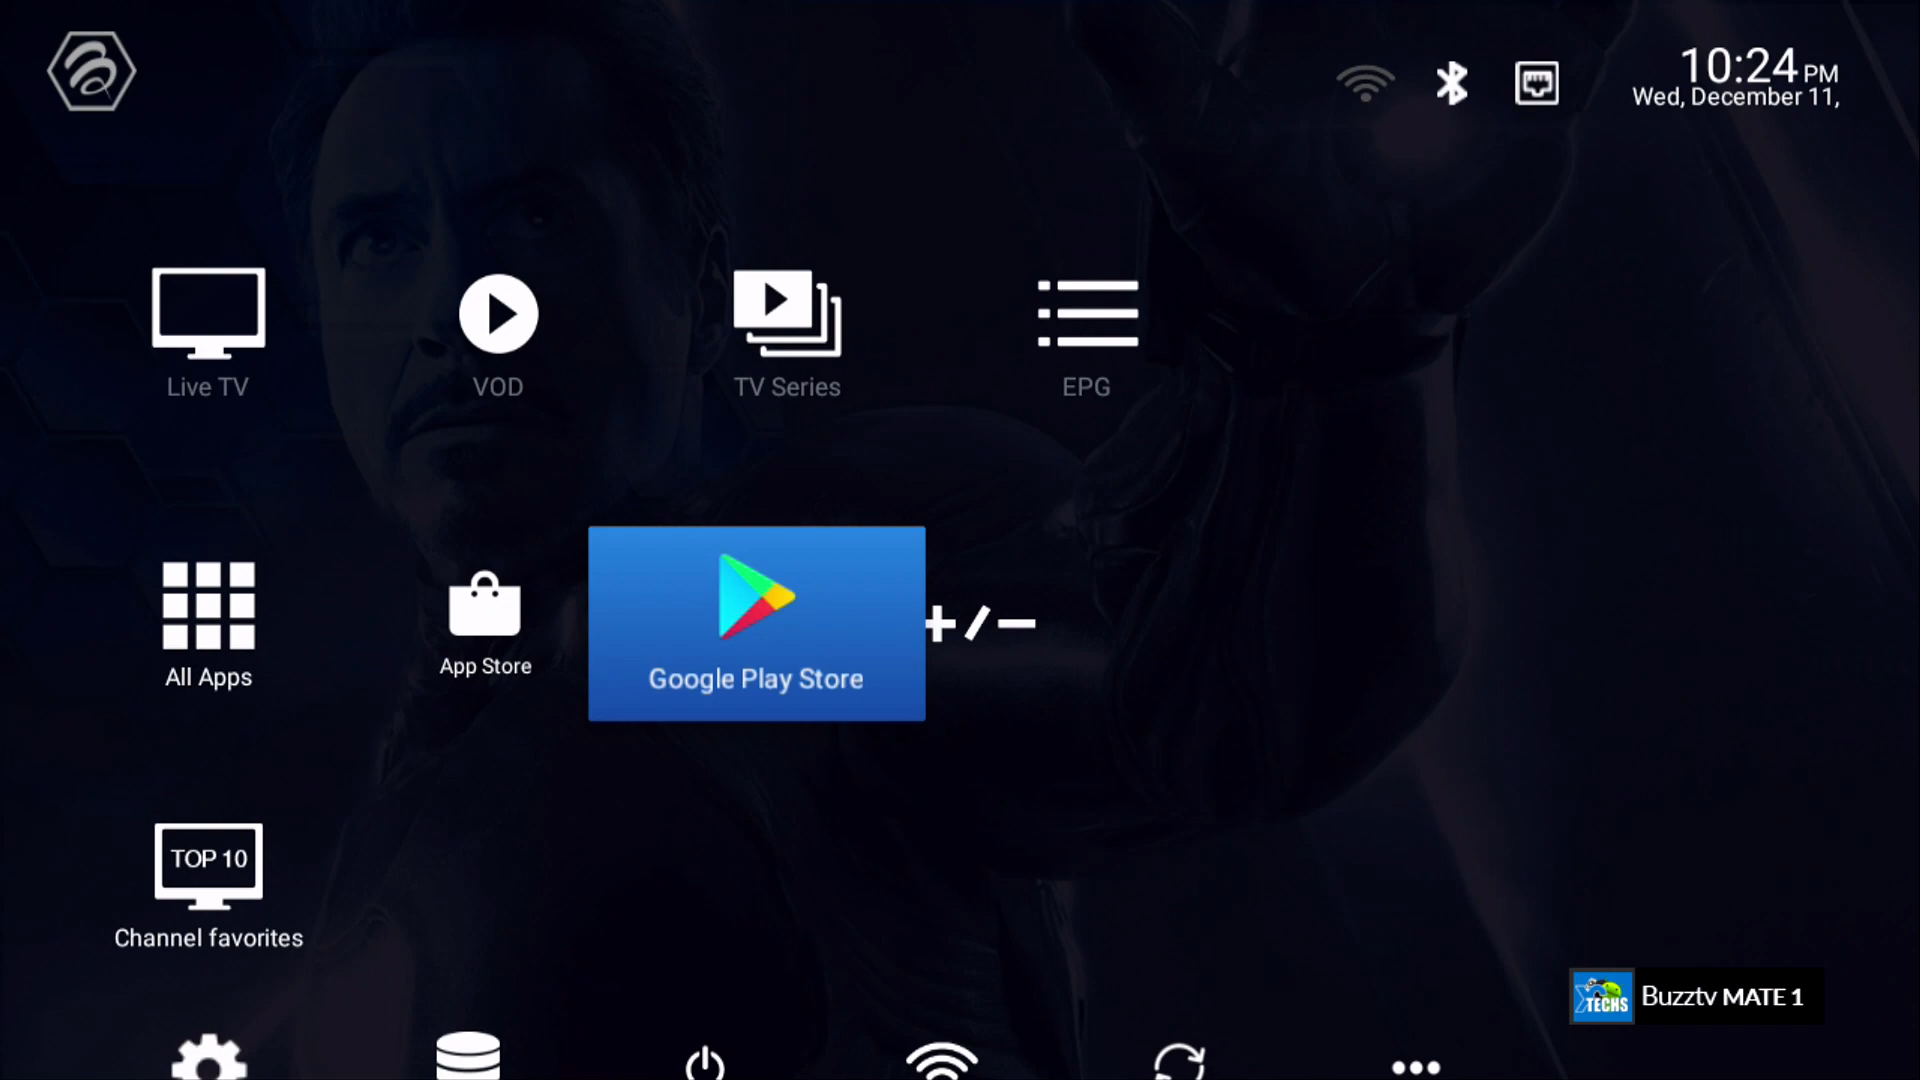 10:24 PM
Wed, December 11,
Live TV
VOD
TV Series
EPG
All Apps
App Store
Google Play Store
+/−
TOP 10
Channel favorites
TECHS
Buzztv MATE 1